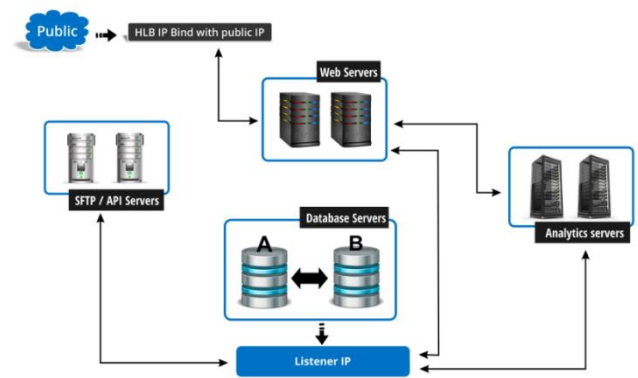 Public
HLB IP Bind with public IP
Web Servers
SFTP / API Servers
Analytics servers
Database Servers
A
B
Listener IP